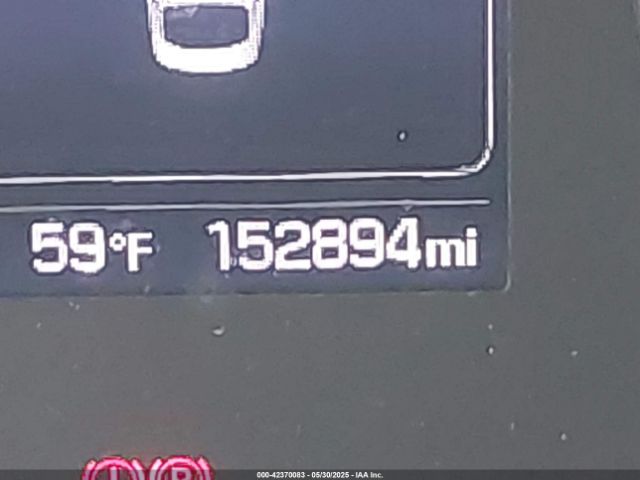 59°F 152894mi
(!) (P)
000-42370083 - 05/30/2025 - IAA Inc.